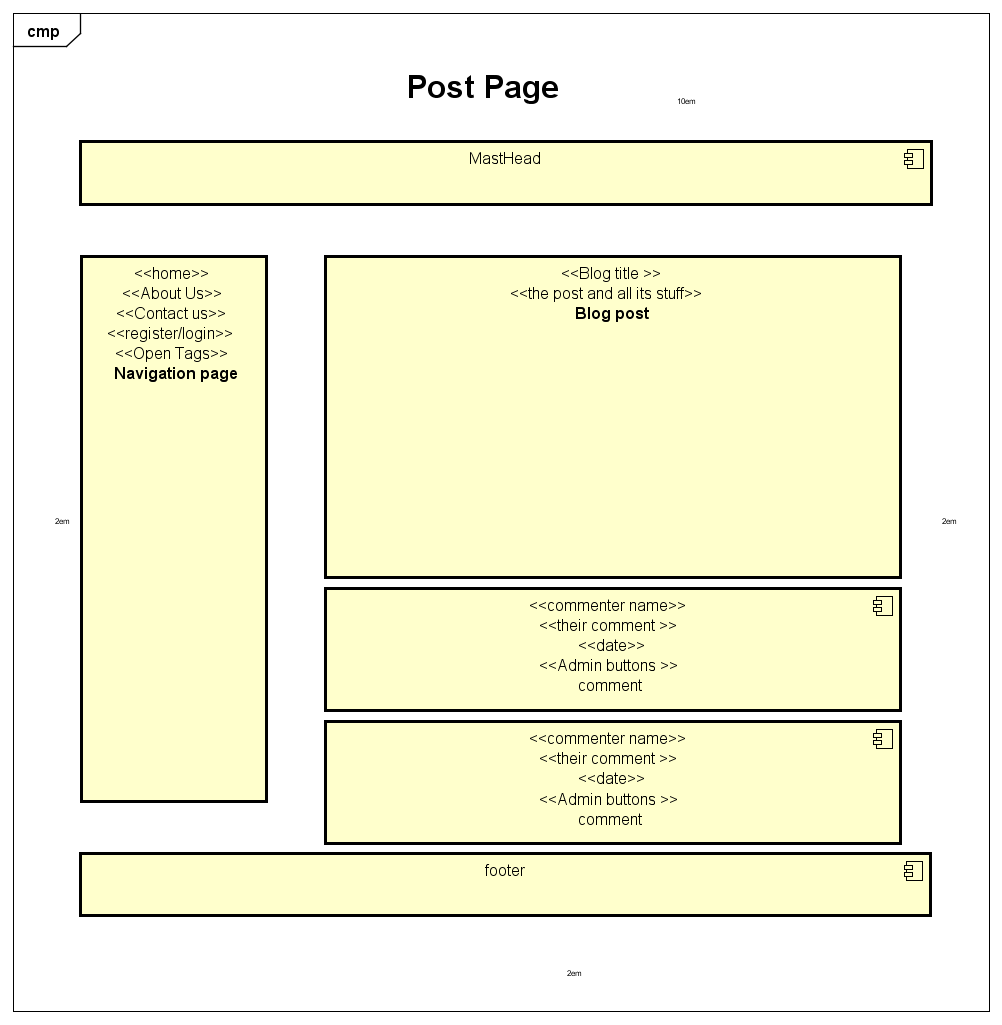 cmp
Post Page
10em
MastHead
<<home>>
<<About Us>>
<<Contact us>>
<<register/login>>
<<Open Tags>>
Navigation page
<<Blog title >>
<<the post and all its stuff>>
Blog post
2em
2em
<<commenter name>>
<<their comment >>
<<date>>
<<Admin buttons >>
comment
<<commenter name>>
<<their comment >>
<<date>>
<<Admin buttons >>
comment
footer
2em